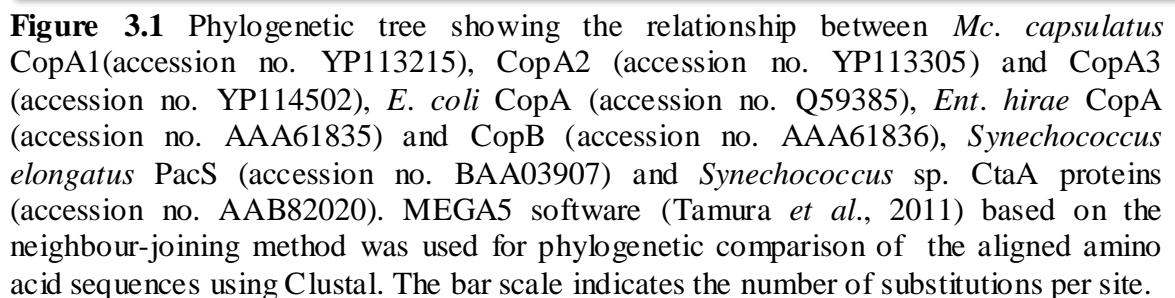 Figure 3.1 Phylogenetic tree showing the relationship between Mc. capsulatus
CopA1(accession no. YP113215), CopA2 (accession no. YP113305) and CopA3
(accession no. YP114502), E. coli CopA (accession no. Q59385), Ent. hirae CopA
(accession no. AAA61835) and CopB (accession no. AAA61836), Synechococcus
elongatus PacS (accession no. BAA03907) and Synechococcus sp. CtaA proteins
(accession no. AAB82020). MEGA5 software (Tamura et al., 2011) based on the
neighbour-joining method was used for phylogenetic comparison of the aligned amino
acid sequences using Clustal. The bar scale indicates the number of substitutions per site.